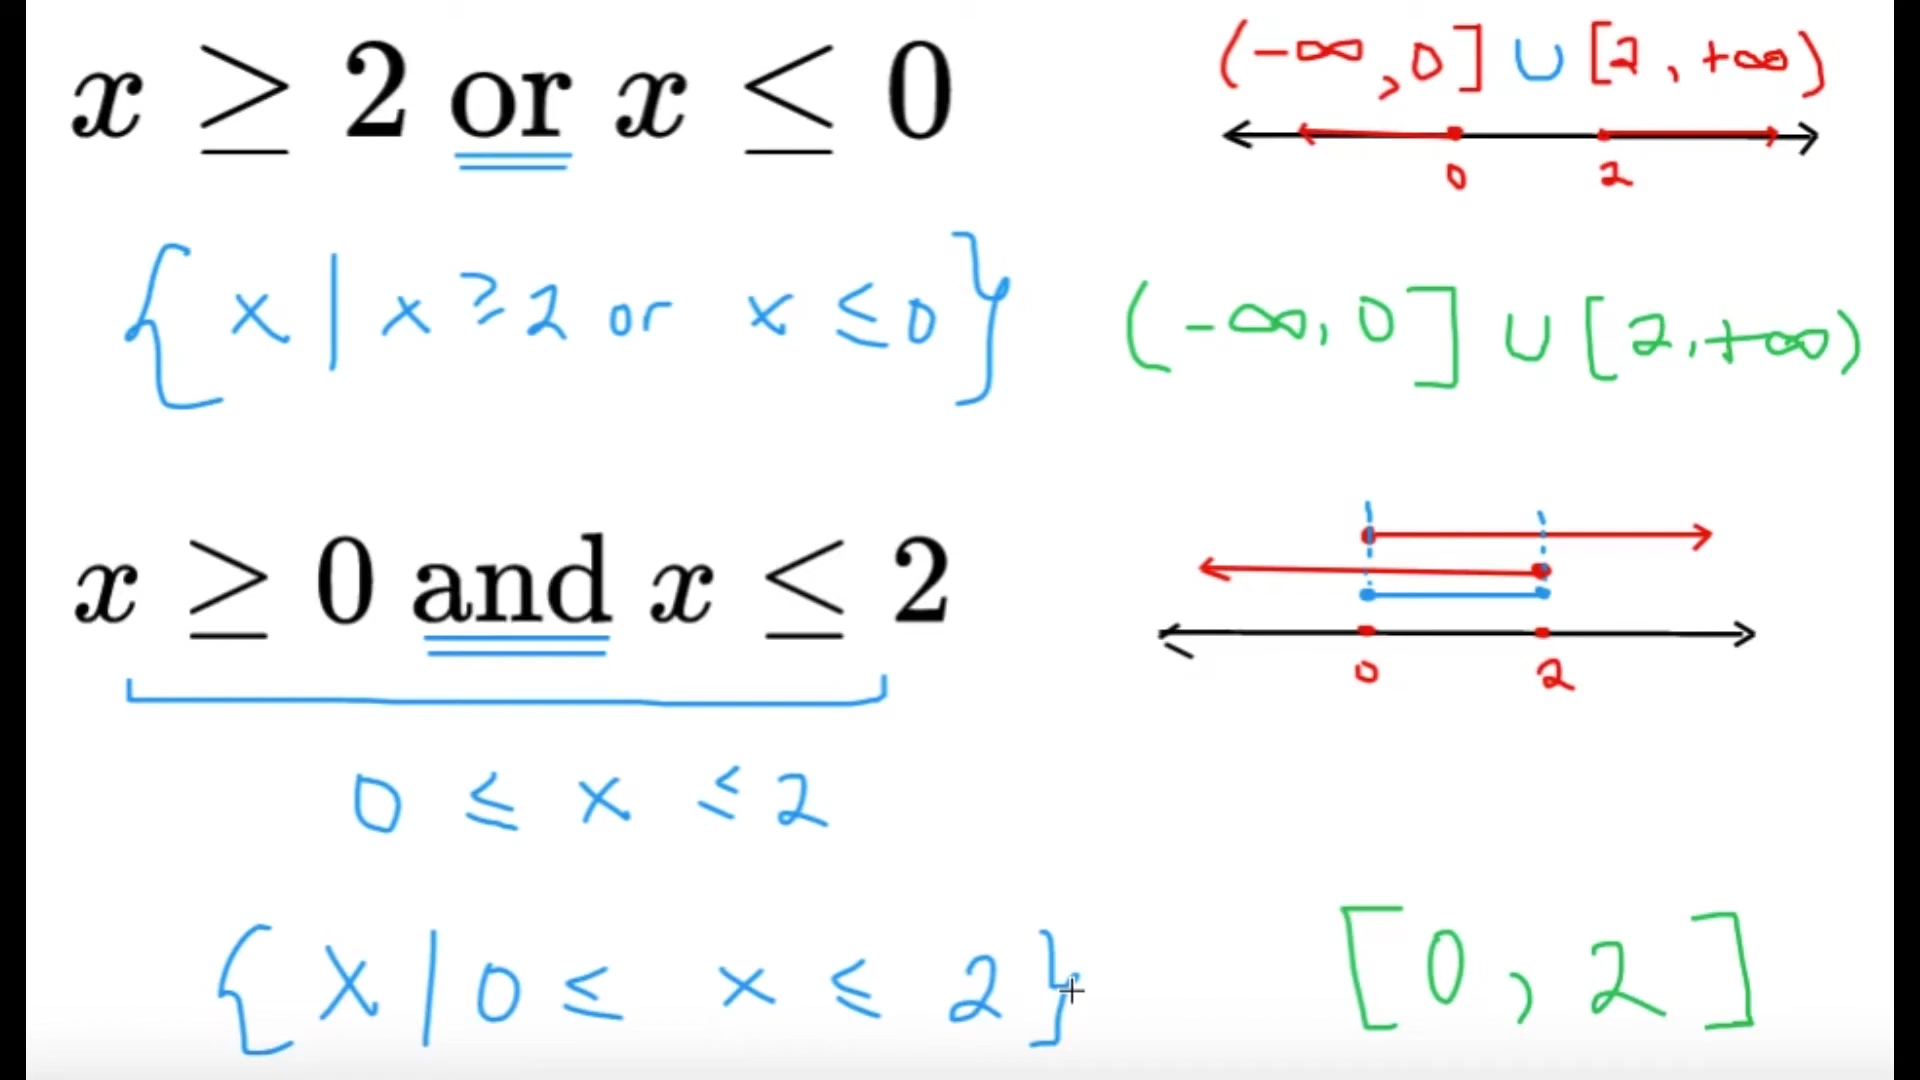 x ≥ 2 or x ≤ 0
(-∞, 0] ∪ [2, +∞)
0 2
{x | x ≥ 2 or x ≤ 0}
(-∞, 0] ∪ [2, +∞)
x ≥ 0 and x ≤ 2
0 2
0 ≤ x ≤ 2
{x | 0 ≤ x ≤ 2}
[0, 2]